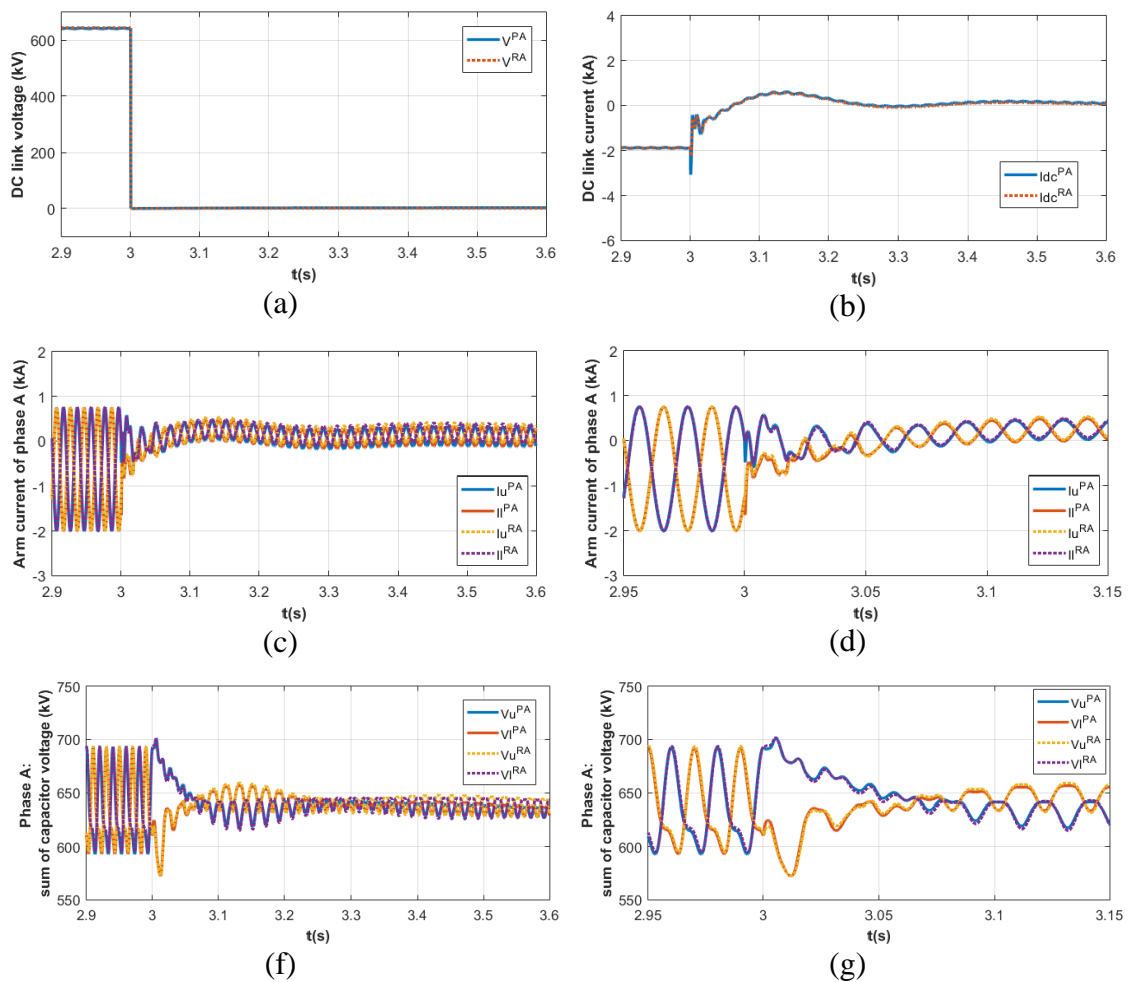 DC link voltage (kV)
600
400
200
0
V^PA
V^RA
2.9 3 3.1 3.2 3.3 3.4 3.5 3.6
t(s)
(a)
DC link current (kA)
4
2
0
-2
-4
-6
Idc^PA
Idc^RA
2.9 3 3.1 3.2 3.3 3.4 3.5 3.6
t(s)
(b)
Arm current of phase A (kA)
2
1
0
-1
-2
-3
Iu^PA
Il^PA
Iu^RA
Il^RA
2.9 3 3.1 3.2 3.3 3.4 3.5 3.6
t(s)
(c)
Arm current of phase A (kA)
2
1
0
-1
-2
-3
Iu^PA
Il^PA
Iu^RA
Il^RA
2.95 3 3.05 3.1 3.15
t(s)
(d)
Phase A:
sum of capacitor voltage (kV)
750
700
650
600
550
Vu^PA
Vl^PA
Vu^RA
Vl^RA
2.9 3 3.1 3.2 3.3 3.4 3.5 3.6
t(s)
(f)
Phase A:
sum of capacitor voltage (kV)
750
700
650
600
550
Vu^PA
Vl^PA
Vu^RA
Vl^RA
2.95 3 3.05 3.1 3.15
t(s)
(g)